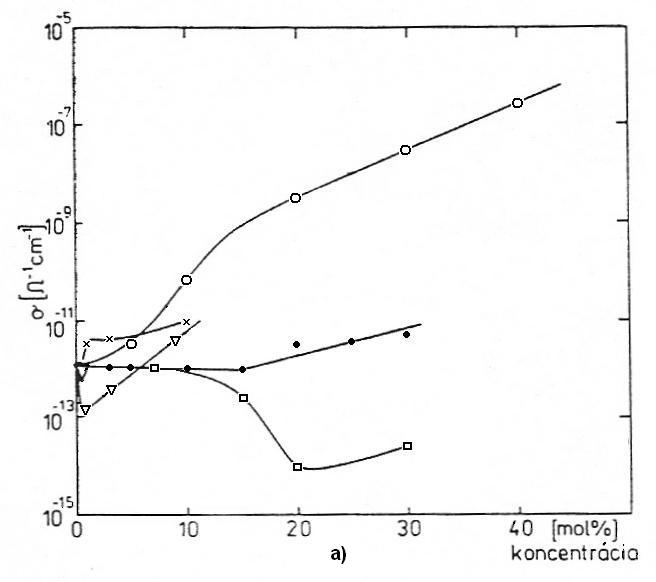 10⁻⁵
10⁻⁷
10⁻⁹
10⁻¹¹
10⁻¹³
10⁻¹⁵
σ [Ω⁻¹cm⁻¹]
0 10 20 30 40 [mol%]
a) koncentrácia